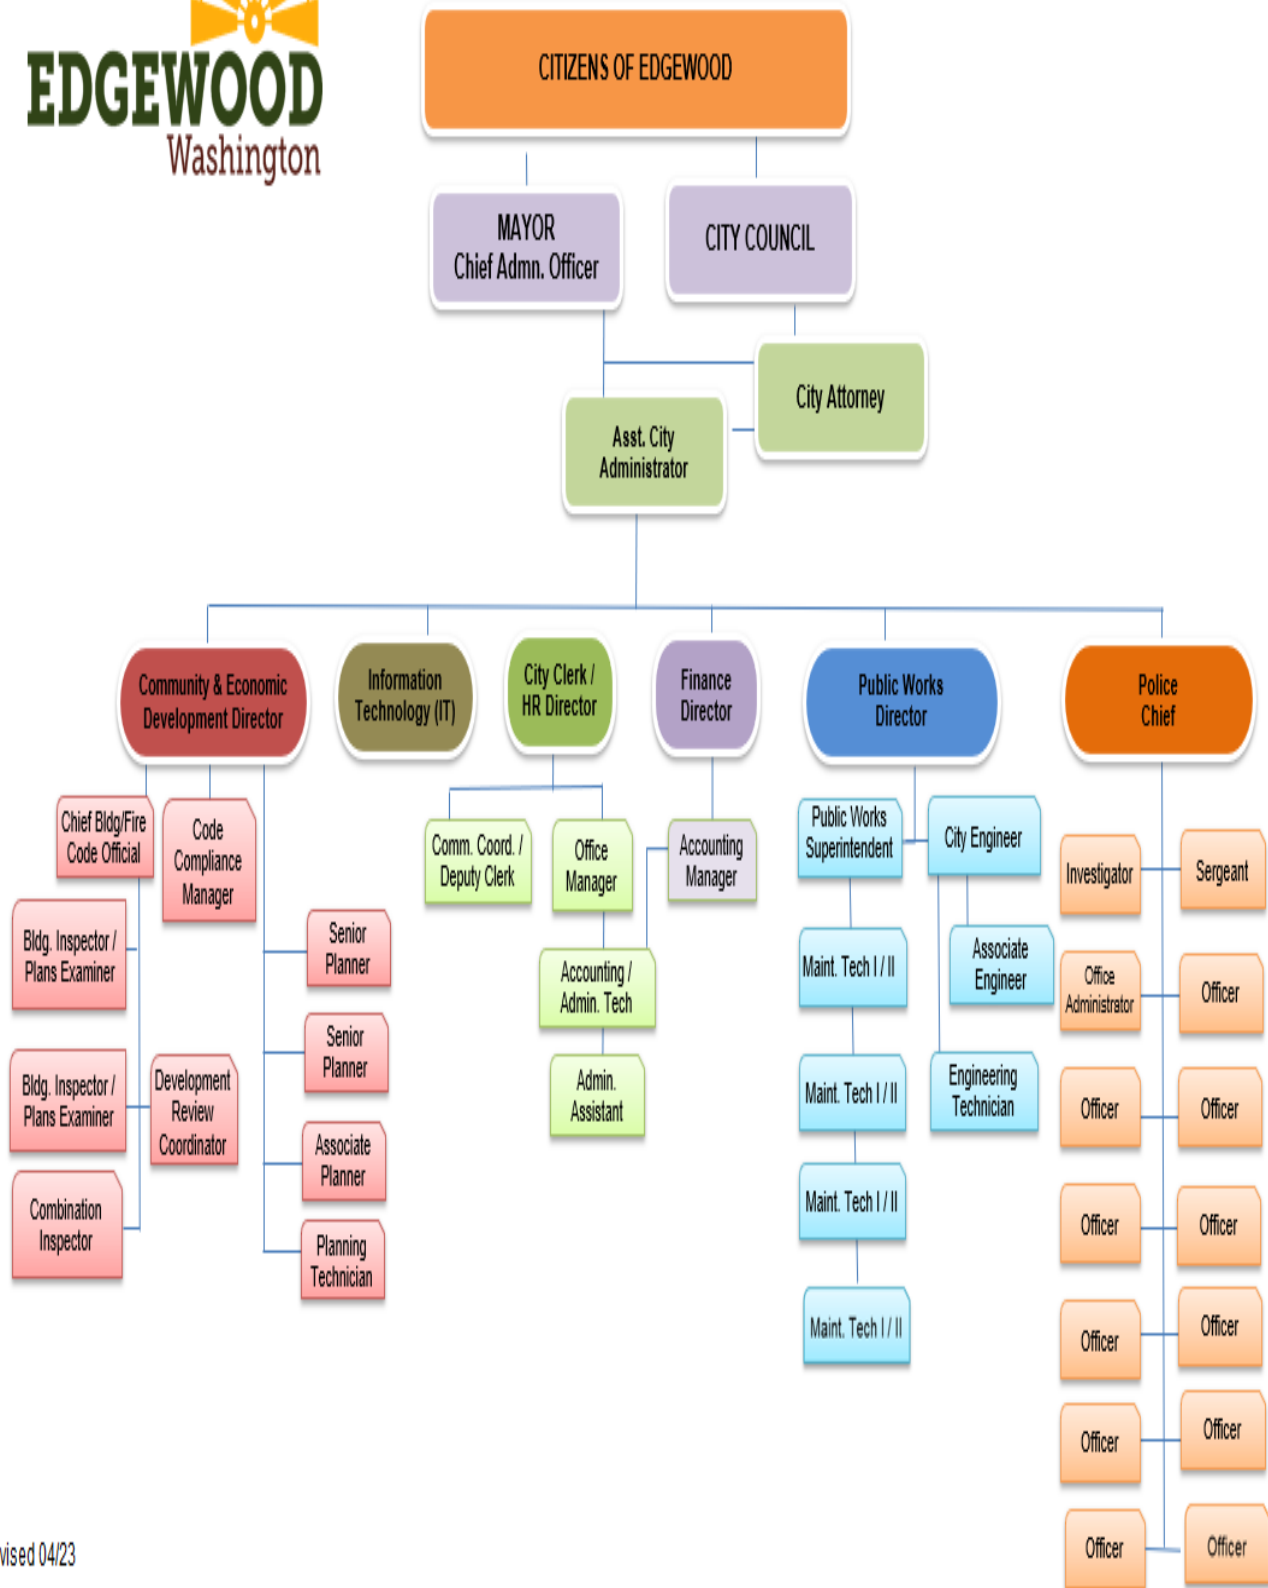 EDGEWOOD
Washington
CITIZENS OF EDGEWOOD
MAYOR
Chief Admn. Officer
CITY COUNCIL
City Attorney
Asst. City
Administrator
Community & Economic
Development Director
Information
Technology (IT)
City Clerk /
HR Director
Finance
Director
Public Works
Director
Police
Chief
Chief Bldg/Fire
Code Official
Code
Compliance
Manager
Bldg. Inspector /
Plans Examiner
Bldg. Inspector /
Plans Examiner
Development
Review
Coordinator
Combination
Inspector
Senior
Planner
Senior
Planner
Associate
Planner
Planning
Technician
Comm. Coord. /
Deputy Clerk
Office
Manager
Accounting /
Admin. Tech
Admin.
Assistant
Accounting
Manager
Public Works
Superintendent
City Engineer
Maint. Tech I / II
Associate
Engineer
Maint. Tech I / II
Engineering
Technician
Maint. Tech I / II
Maint. Tech I / II
Investigator
Sergeant
Office
Administrator
Officer
Officer
Officer
Officer
Officer
Officer
Officer
Officer
Officer
Officer
Officer
vised 04/23